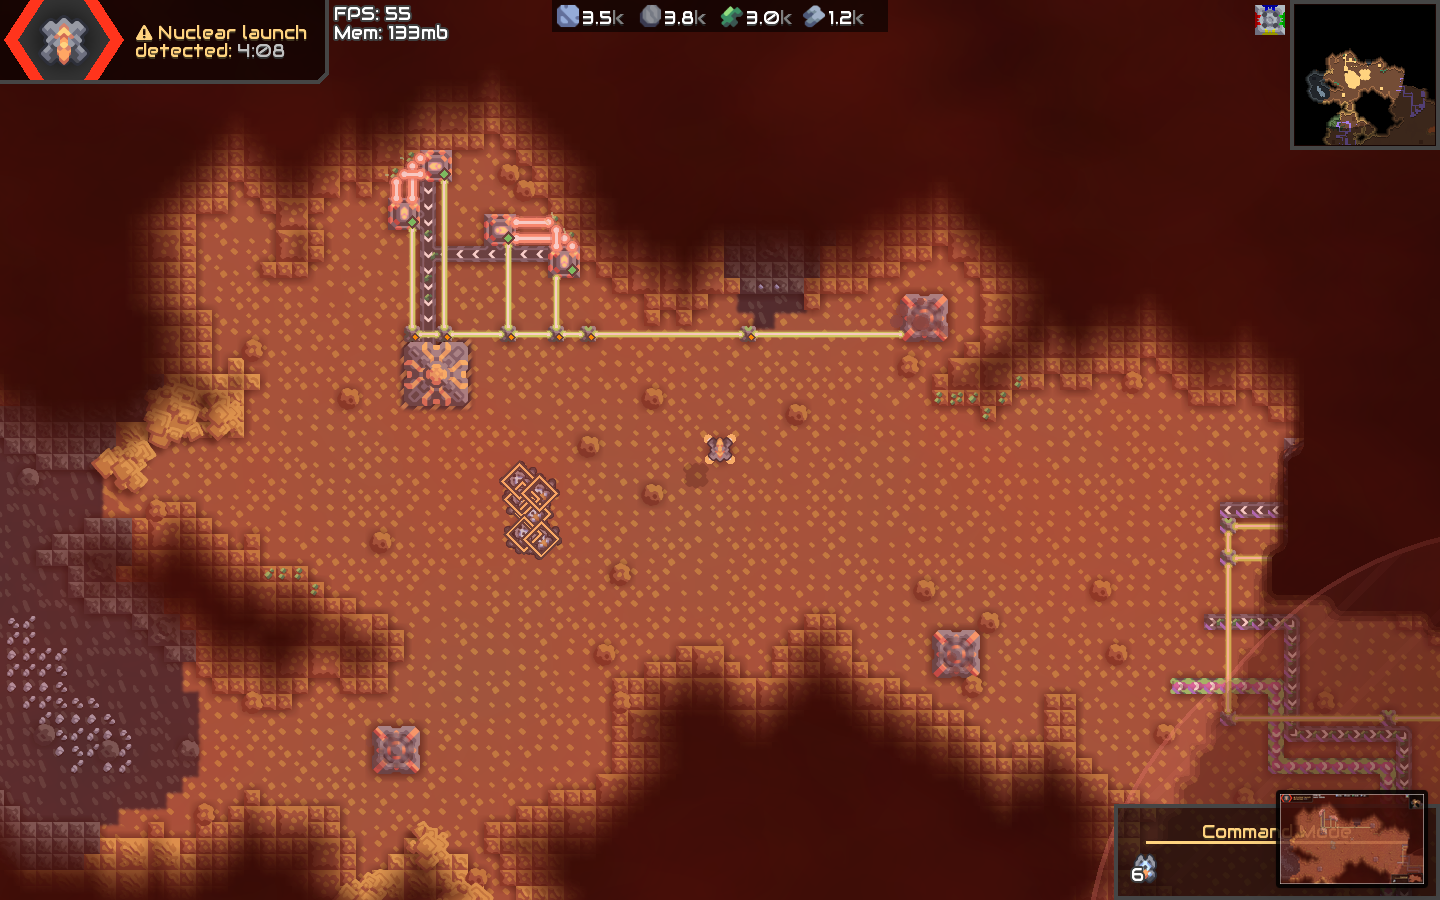 ⚠ Nuclear launch
detected: 4:08
FPS: 55
Mem: 133mb
3.5k 3.8k 3.0k 1.2k
Command Mode
6